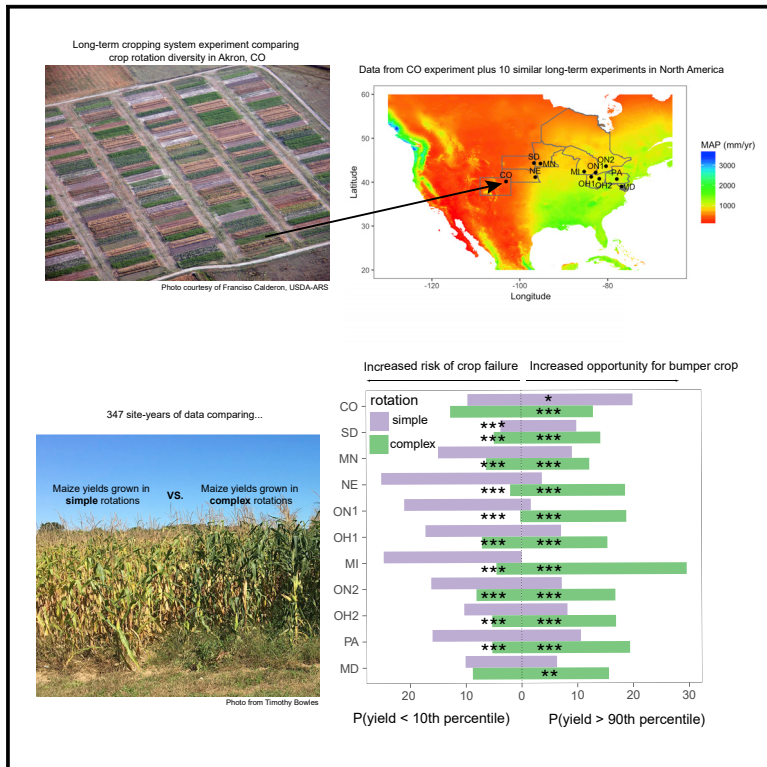 Long-term cropping system experiment comparing
crop rotation diversity in Akron, CO
Photo courtesy of Franciso Calderon, USDA-ARS
Data from CO experiment plus 10 similar long-term experiments in North America
60
50
40
30
20
Latitude
-120
-100
-80
Longitude
CO
SD
MN
NE
MI
ON1
ON2
OH1
OH2
PA
MD
MAP (mm/yr)
3000
2000
1000
347 site-years of data comparing...
Maize yields grown in
simple rotations
VS.
Maize yields grown in
complex rotations
Photo from Timothy Bowles
Increased risk of crop failure
Increased opportunity for bumper crop
rotation
simple
complex
CO * ***
SD *** *** ***
MN *** ***
NE *** ***
ON1 *** ***
OH1 *** ***
MI *** ***
ON2 *** ***
OH2 *** ***
PA *** ***
MD **
20 10 0 10 20 30
P(yield < 10th percentile)
P(yield > 90th percentile)